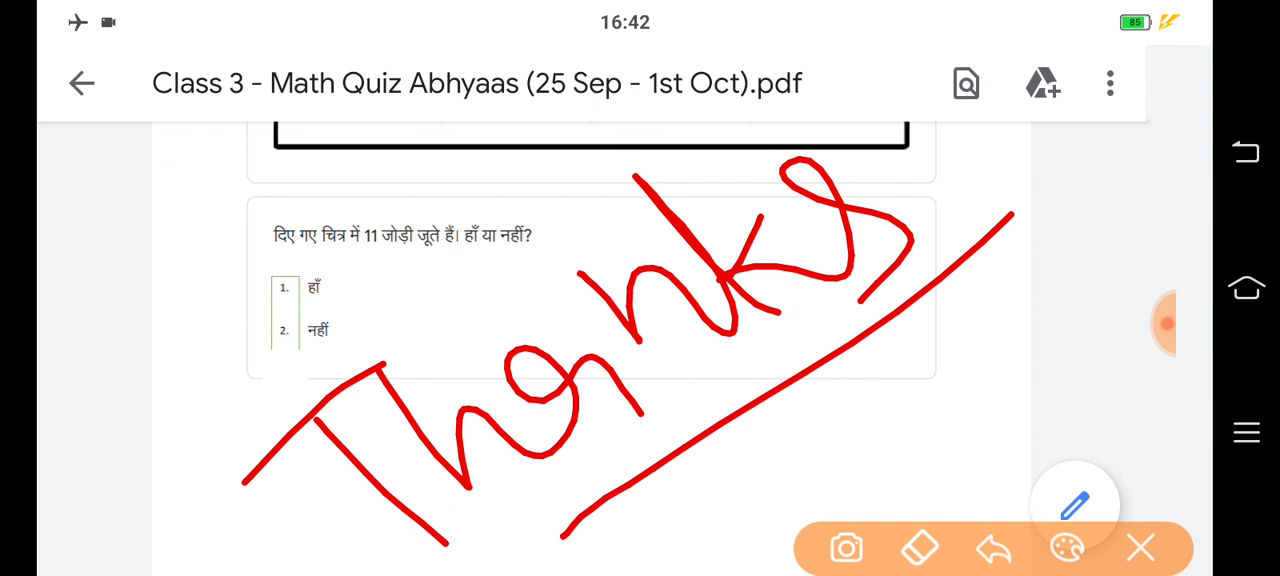 16:42
85
Class 3 - Math Quiz Abhyaas (25 Sep - 1st Oct).pdf
दिए गए चित्र में 11 जोड़ी जूते हैं। हाँ या नहीं?
1. हाँ
2. नहीं
Thanks